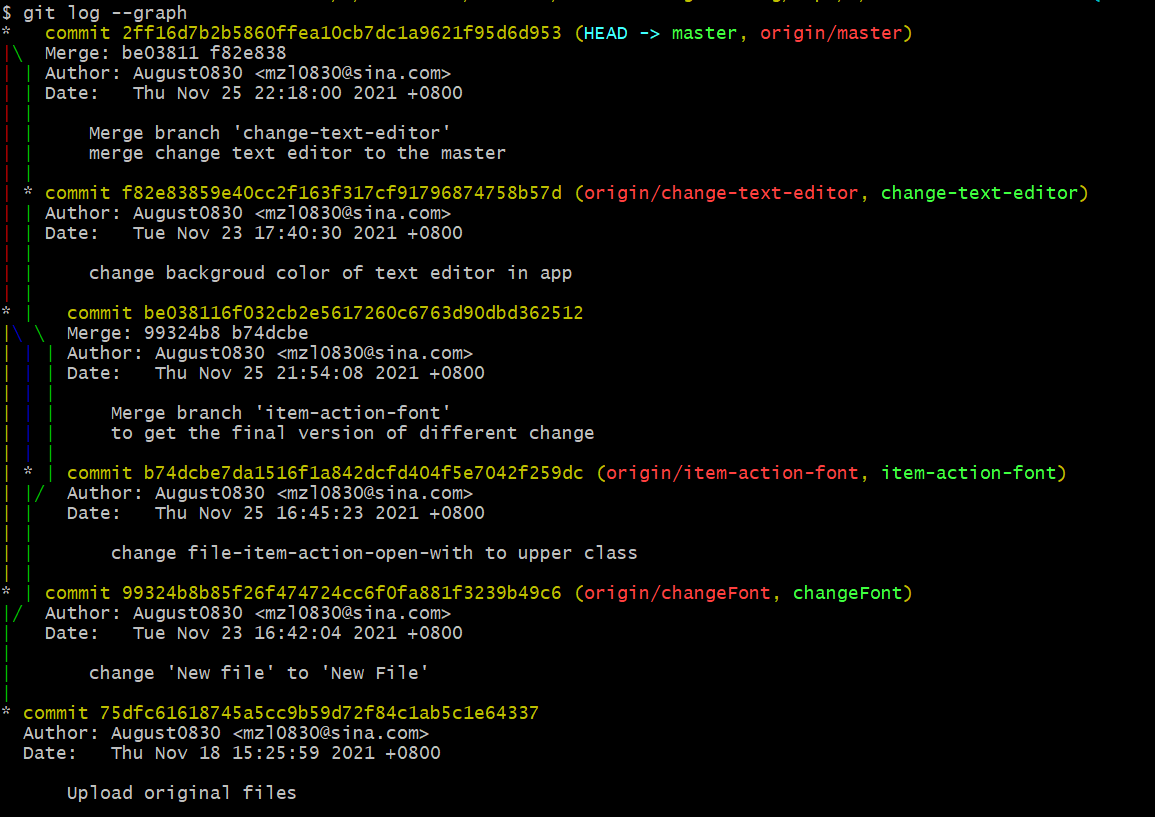 $ git log --graph
*   commit 2ff16d7b2b5860ffea10cb7dc1a9621f95d6d953 (HEAD -> master, origin/master)
|\  Merge: be03811 f82e838
| | Author: August0830 <mzl0830@sina.com>
| | Date:   Thu Nov 25 22:18:00 2021 +0800
| |
| |     Merge branch 'change-text-editor'
| |     merge change text editor to the master
| |
| * commit f82e83859e40cc2f163f317cf91796874758b57d (origin/change-text-editor, change-text-editor)
| | Author: August0830 <mzl0830@sina.com>
| | Date:   Tue Nov 23 17:40:30 2021 +0800
| |
| |     change backgroud color of text editor in app
| |
* |   commit be038116f032cb2e5617260c6763d90dbd362512
|\ \  Merge: 99324b8 b74dcbe
| | | Author: August0830 <mzl0830@sina.com>
| | | Date:   Thu Nov 25 21:54:08 2021 +0800
| | |
| | |     Merge branch 'item-action-font'
| | |     to get the final version of different change
| | |
| * | commit b74dcbe7da1516f1a842dcfd404f5e7042f259dc (origin/item-action-font, item-action-font)
| |/  Author: August0830 <mzl0830@sina.com>
| |   Date:   Thu Nov 25 16:45:23 2021 +0800
| |
| |       change file-item-action-open-with to upper class
| |
* | commit 99324b8b85f26f474724cc6f0fa881f3239b49c6 (origin/changeFont, changeFont)
|/  Author: August0830 <mzl0830@sina.com>
|   Date:   Tue Nov 23 16:42:04 2021 +0800
|
|       change 'New file' to 'New File'
|
* commit 75dfc61618745a5cc9b59d72f84c1ab5c1e64337
  Author: August0830 <mzl0830@sina.com>
  Date:   Thu Nov 18 15:25:59 2021 +0800

      Upload original files